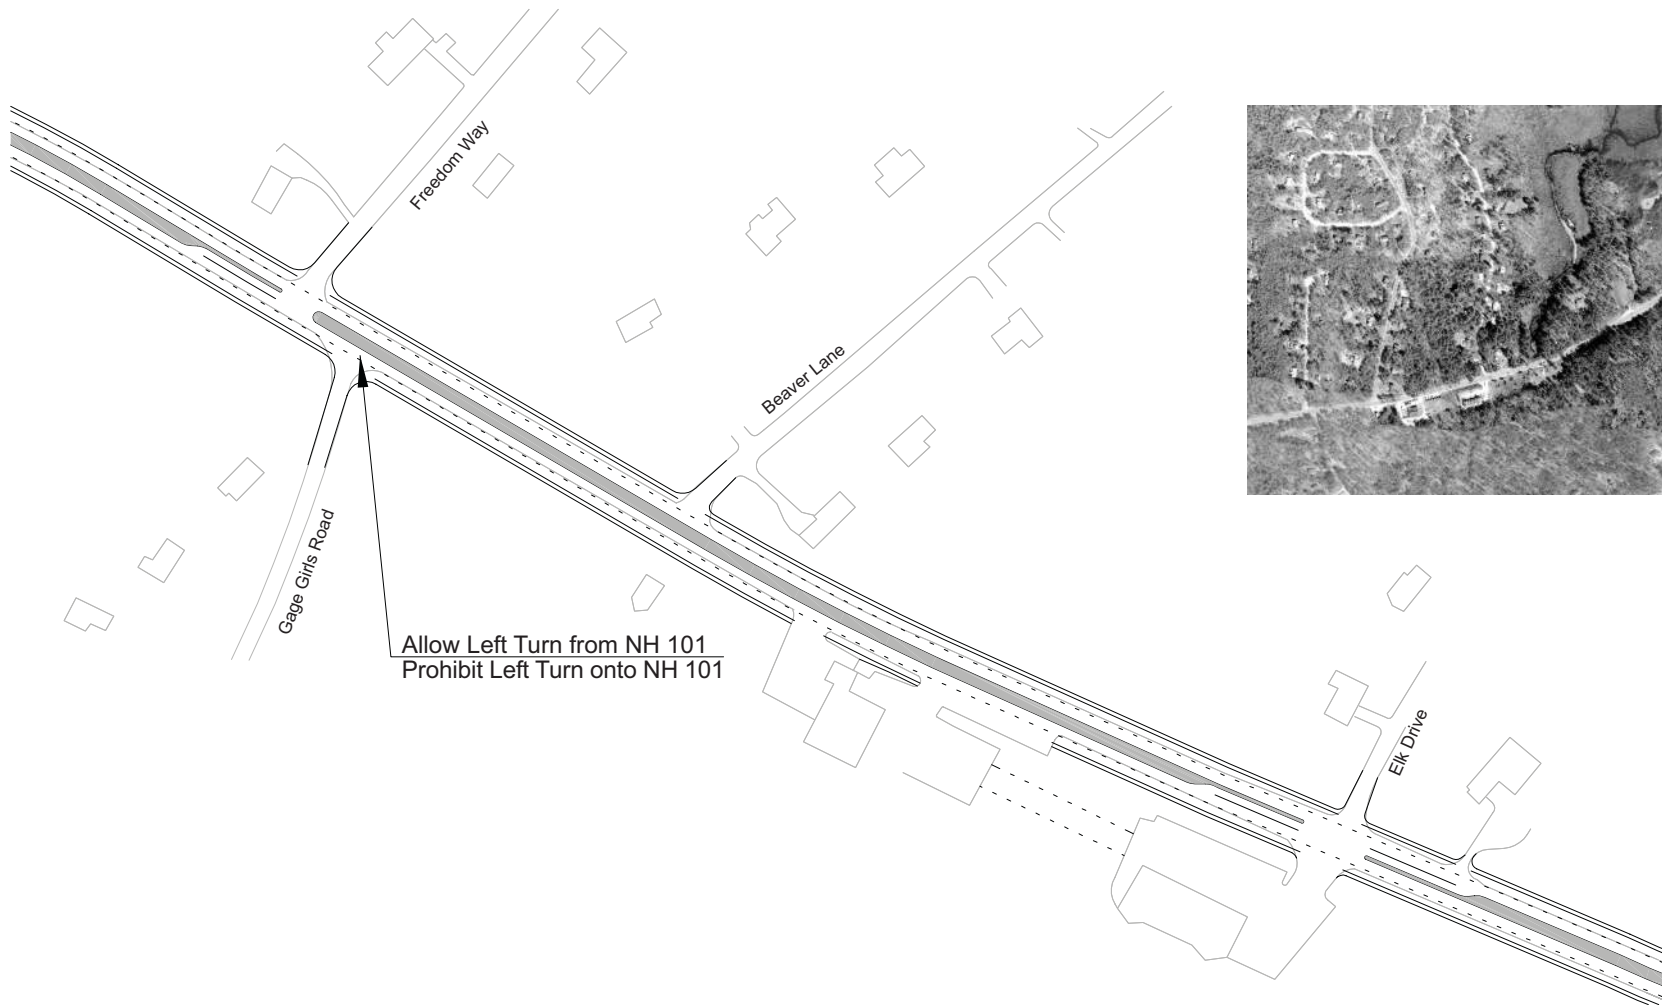 Freedom Way
Beaver Lane
Gage Girls Road
Allow Left Turn from NH 101
Prohibit Left Turn onto NH 101
Elk Drive